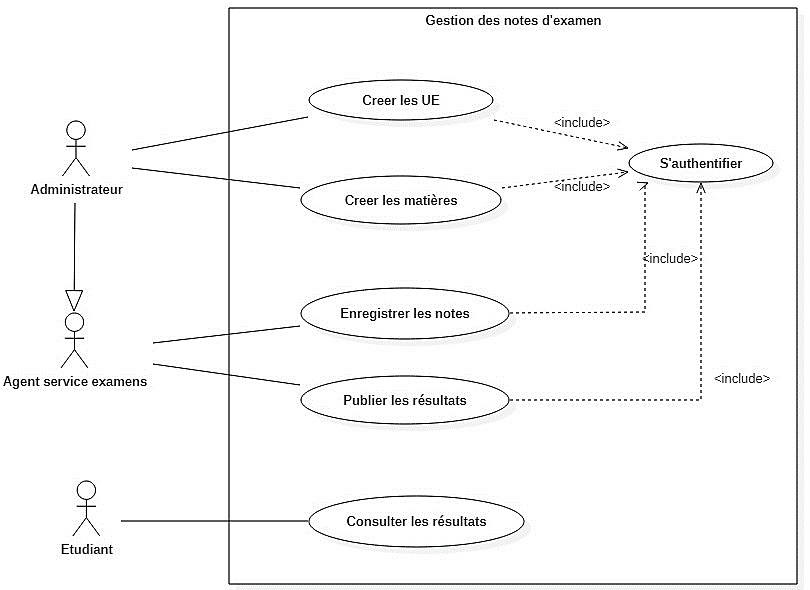 Gestion des notes d'examen
Creer les UE
<include>
S'authentifier
Creer les matières
<include>
Administrateur
<include>
Enregistrer les notes
Agent service examens
<include>
Publier les résultats
Consulter les résultats
Etudiant